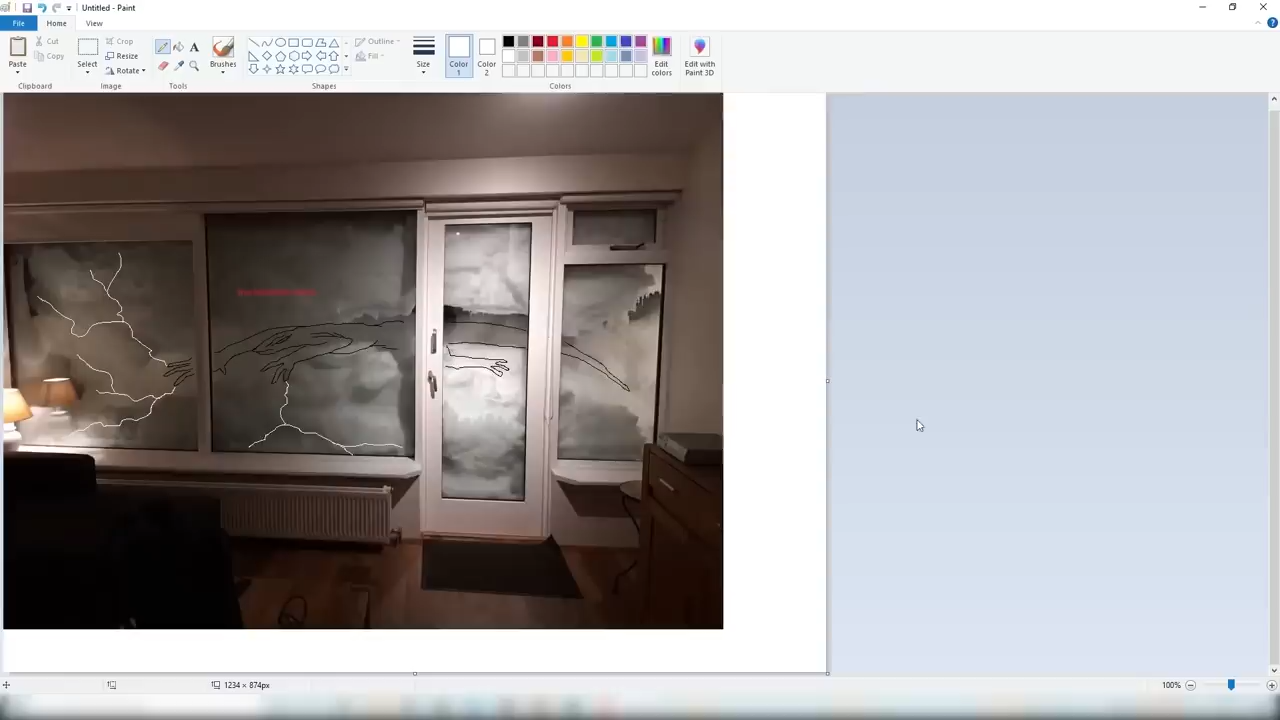 Untitled - Paint
File
Home
View
Paste
Cut
Copy
Clipboard
Select
Crop
Resize
Rotate
Image
A
Tools
Brushes
Outline
Fill
Shapes
Size
Color
1
Color
2
Edit
colors
Colors
Edit with
Paint 3D
1234 × 874px
100%